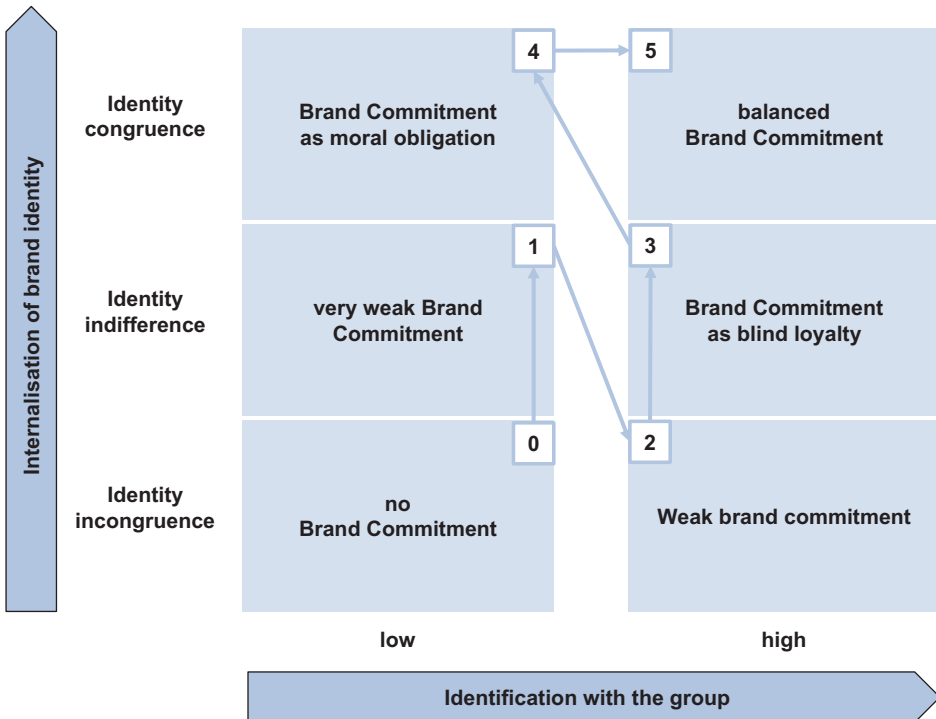 Internalisation of brand identity
Identity
congruence
4
Brand Commitment
as moral obligation
5
balanced
Brand Commitment
Identity
indifference
1
very weak Brand
Commitment
3
Brand Commitment
as blind loyalty
Identity
incongruence
0
no
Brand Commitment
2
Weak brand commitment
low
high
Identification with the group